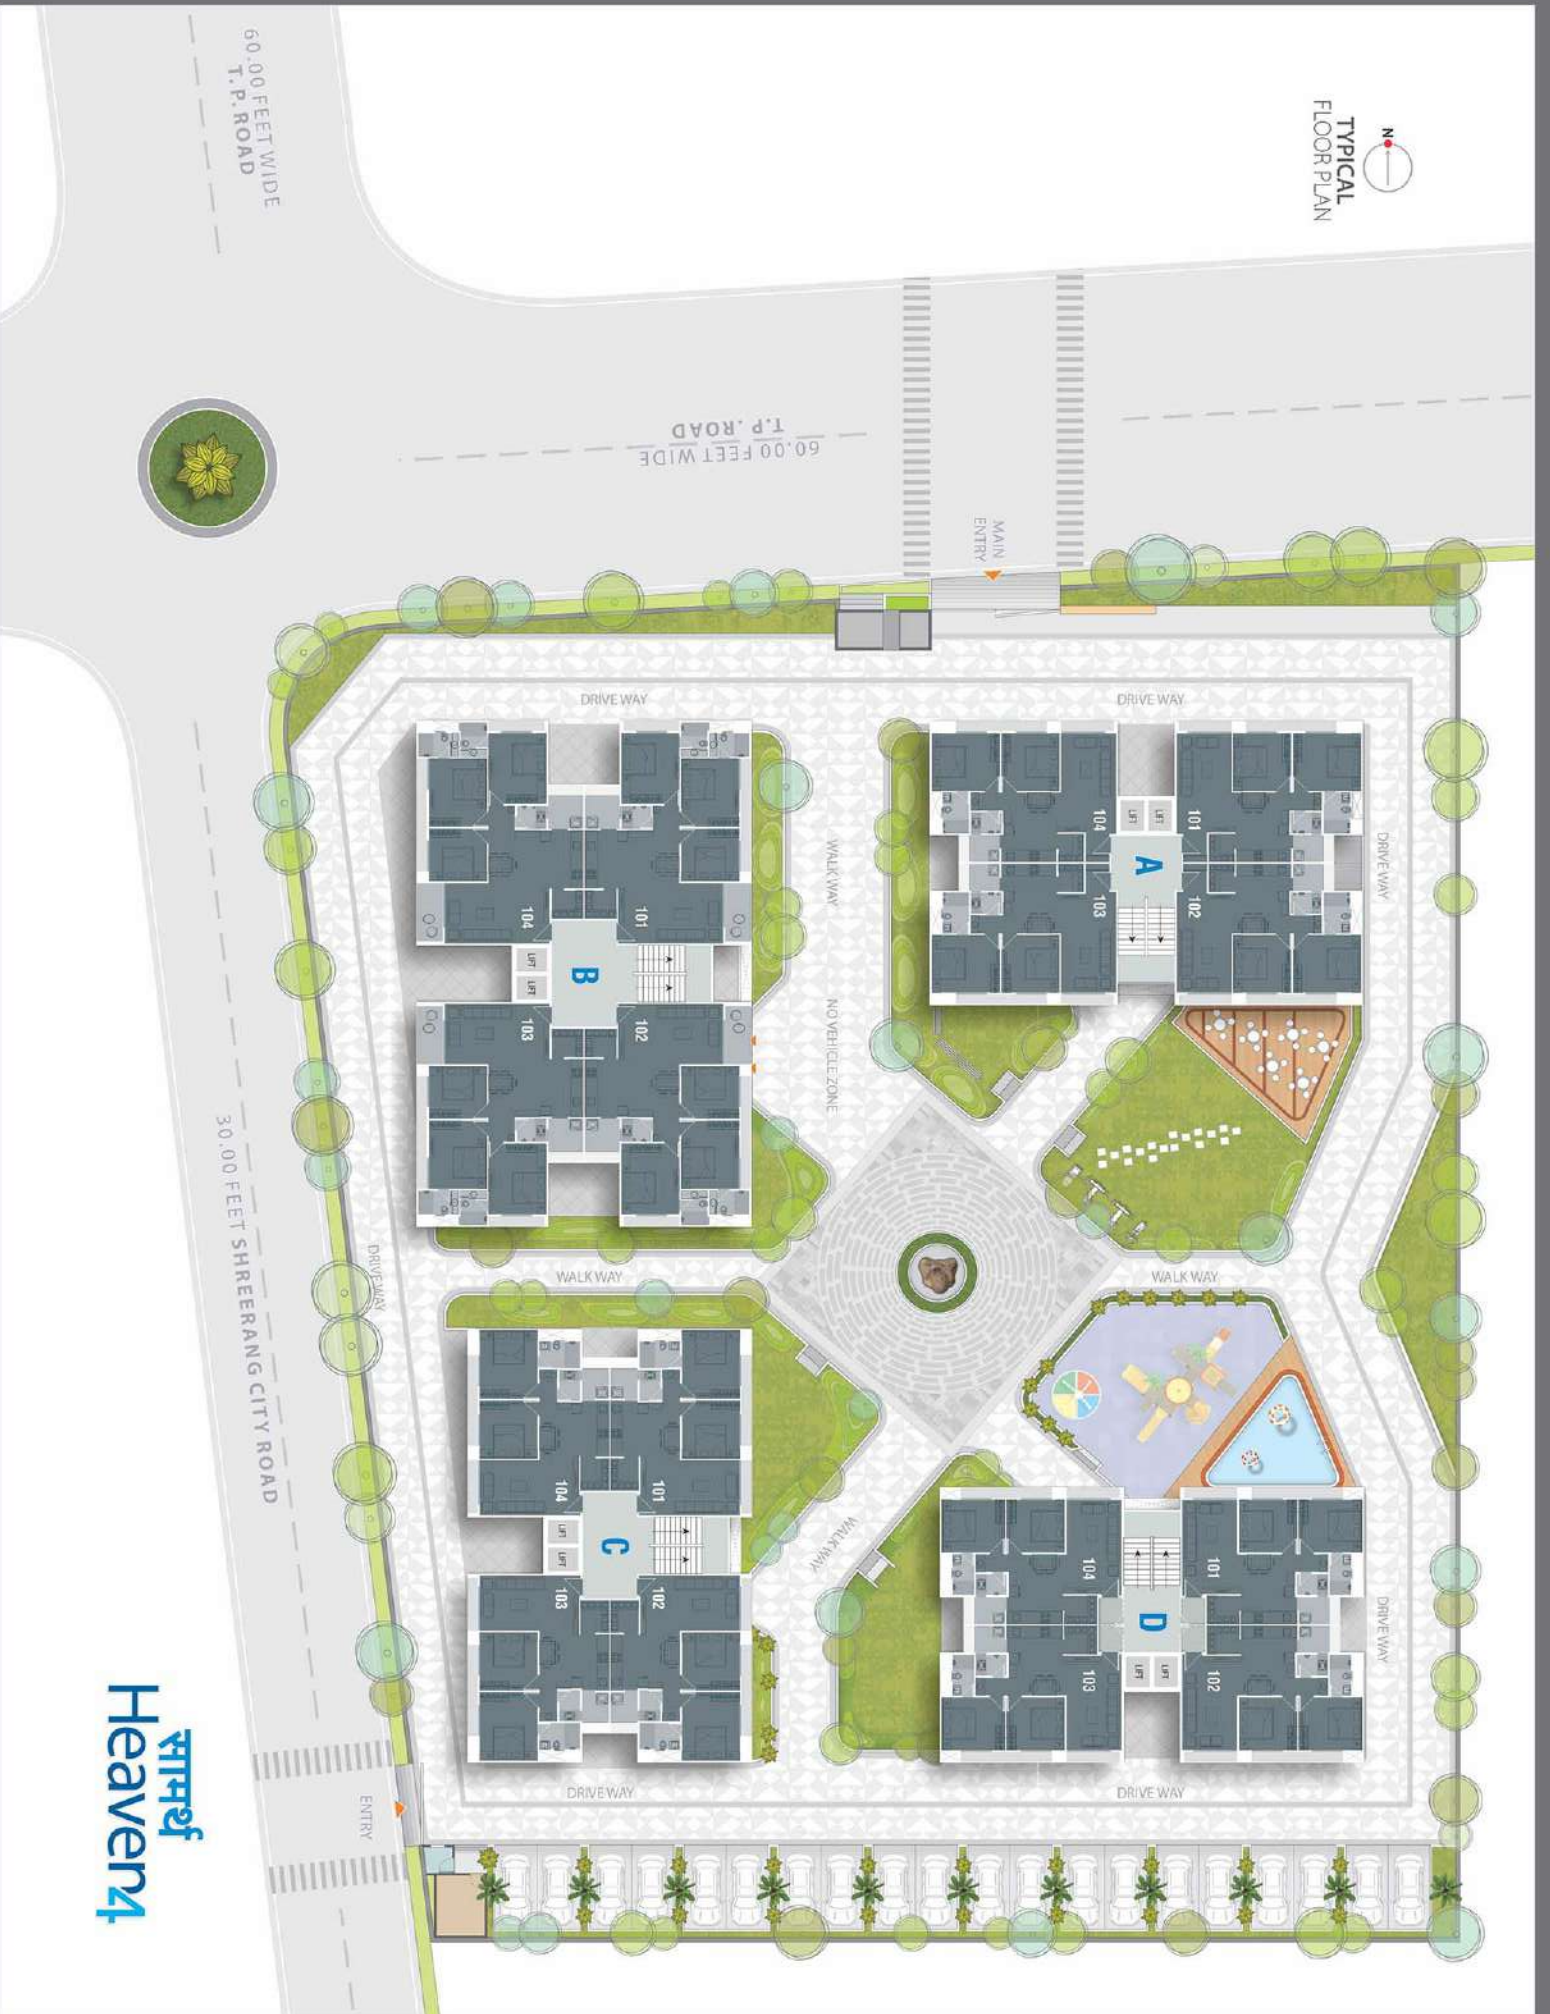 60.00 FEET WIDE
T. P. ROAD
N
TYPICAL
FLOOR PLAN
60.00 FEET WIDE
T.P. ROAD
MAIN
ENTRY
DRIVE WAY
DRIVE WAY
DRIVE WAY
WALK WAY
NO VEHICLE ZONE
A
101
102
103
104
LIFT
LIFT
B
101
102
103
104
LIFT
LIFT
WALK WAY
WALK WAY
WALK WAY
DRIVE WAY
C
101
102
103
104
LIFT
LIFT
D
101
102
103
104
LIFT
LIFT
DRIVE WAY
DRIVE WAY
DRIVE WAY
30.00 FEET SHREERANG CITY ROAD
ENTRY
सामर्थ
Heaven4